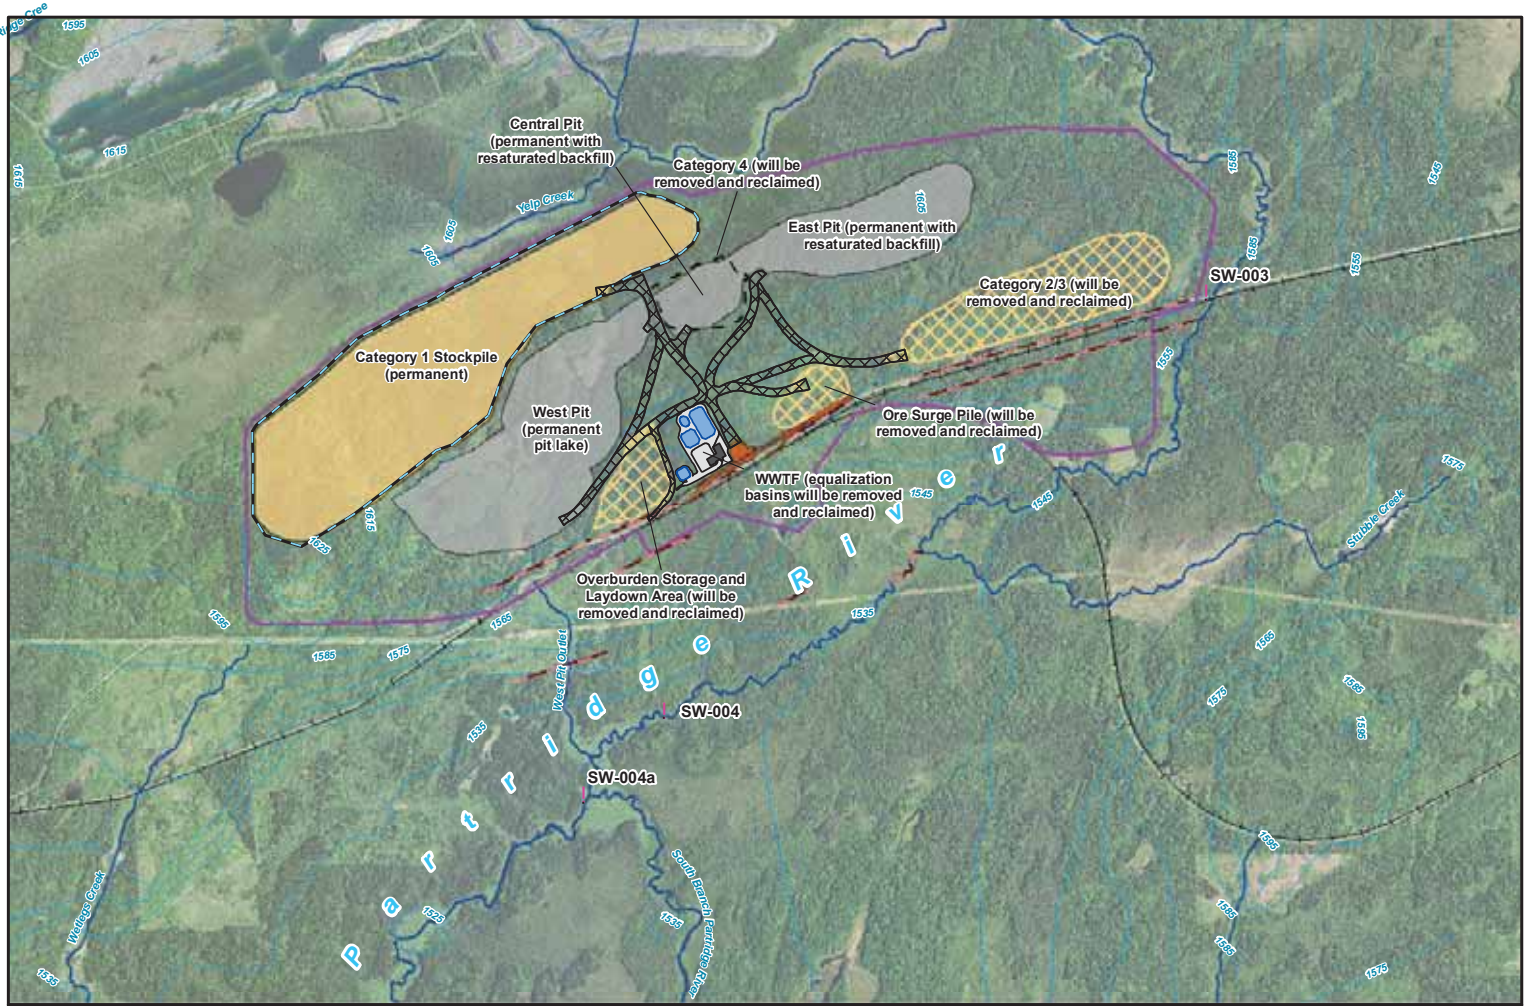 Ridge Cree
1595
1605
1615
1615
Central Pit
(permanent with
resaturated backfill)
Category 4 (will be
removed and reclaimed)
Yelp Creek
1605
1605
1605
East Pit (permanent with
resaturated backfill)
1585
1545
1585
1555
SW-003
Category 2/3 (will be
removed and reclaimed)
Category 1 Stockpile
(permanent)
1555
West Pit
(permanent
pit lake)
Ore Surge Pile (will be
removed and reclaimed)
WWTF (equalization
basins will be removed
and reclaimed)
1545
1545
1575
Stubble Creek
1615
1625
Overburden Storage and
Laydown Area (will be
removed and reclaimed)
1595
1565
1535
1585
1575
West Pit Outlet
1565
1575
1585
1595
1535
SW-004
SW-004a
Partridge River
1595
Wetlegs Creek
1525
1535
South Branch Partridge River
1585
1585
1535
1575